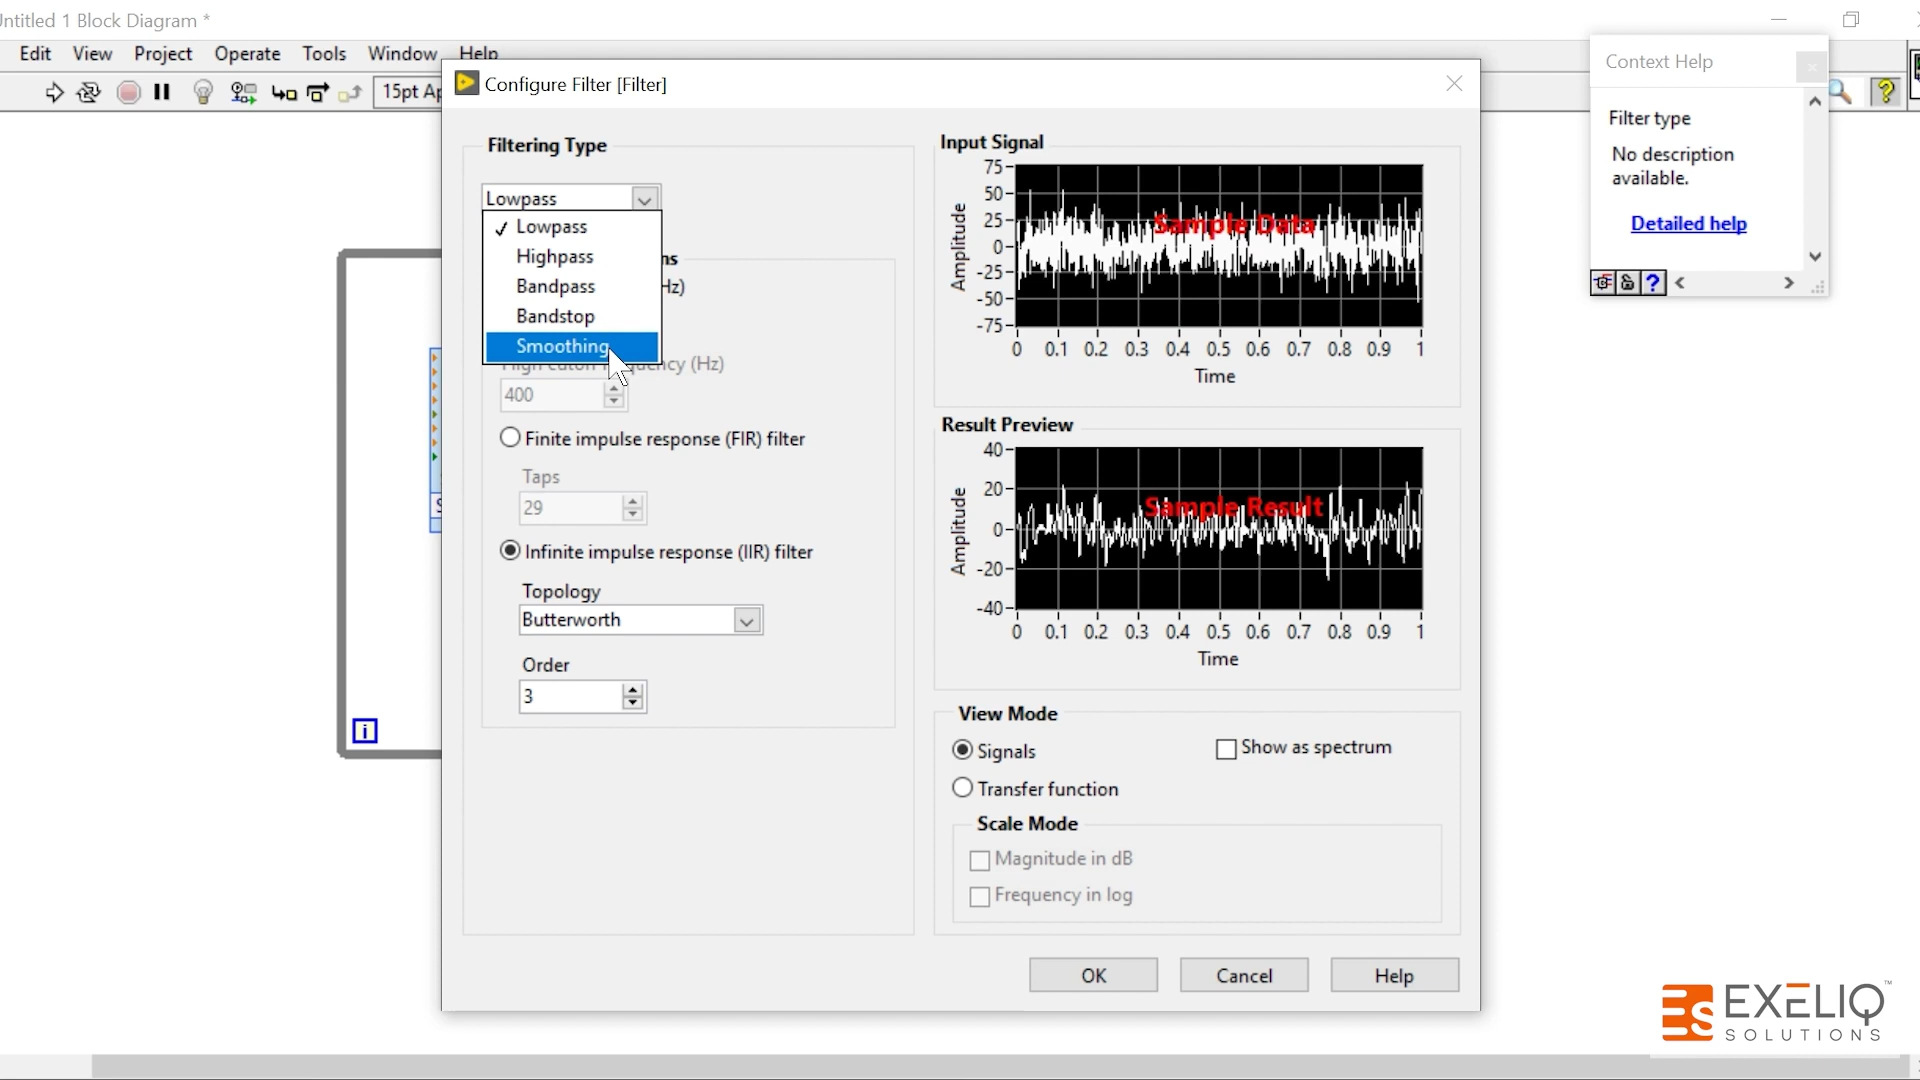 ntitled 1 Block Diagram *
Edit View Project Operate Tools Window Help
15pt Ap
Configure Filter [Filter]
Filtering Type
Lowpass
Lowpass
Highpass
Bandpass
Bandstop
Smoothing
ns
Hz)
High cutoff frequency (Hz)
400
Finite impulse response (FIR) filter
Taps
29
Infinite impulse response (IIR) filter
Topology
Butterworth
Order
3
i
Input Signal
75
50
25
0
-25
-50
-75
Amplitude
Sample Data
0 0.1 0.2 0.3 0.4 0.5 0.6 0.7 0.8 0.9 1
Time
Result Preview
40
20
0
-20
-40
Amplitude
Sample Result
0 0.1 0.2 0.3 0.4 0.5 0.6 0.7 0.8 0.9 1
Time
View Mode
Signals
Show as spectrum
Transfer function
Scale Mode
Magnitude in dB
Frequency in log
OK Cancel Help
Context Help
Filter type
No description
available.
Detailed help
?
?
EXELIQ™
SOLUTIONS